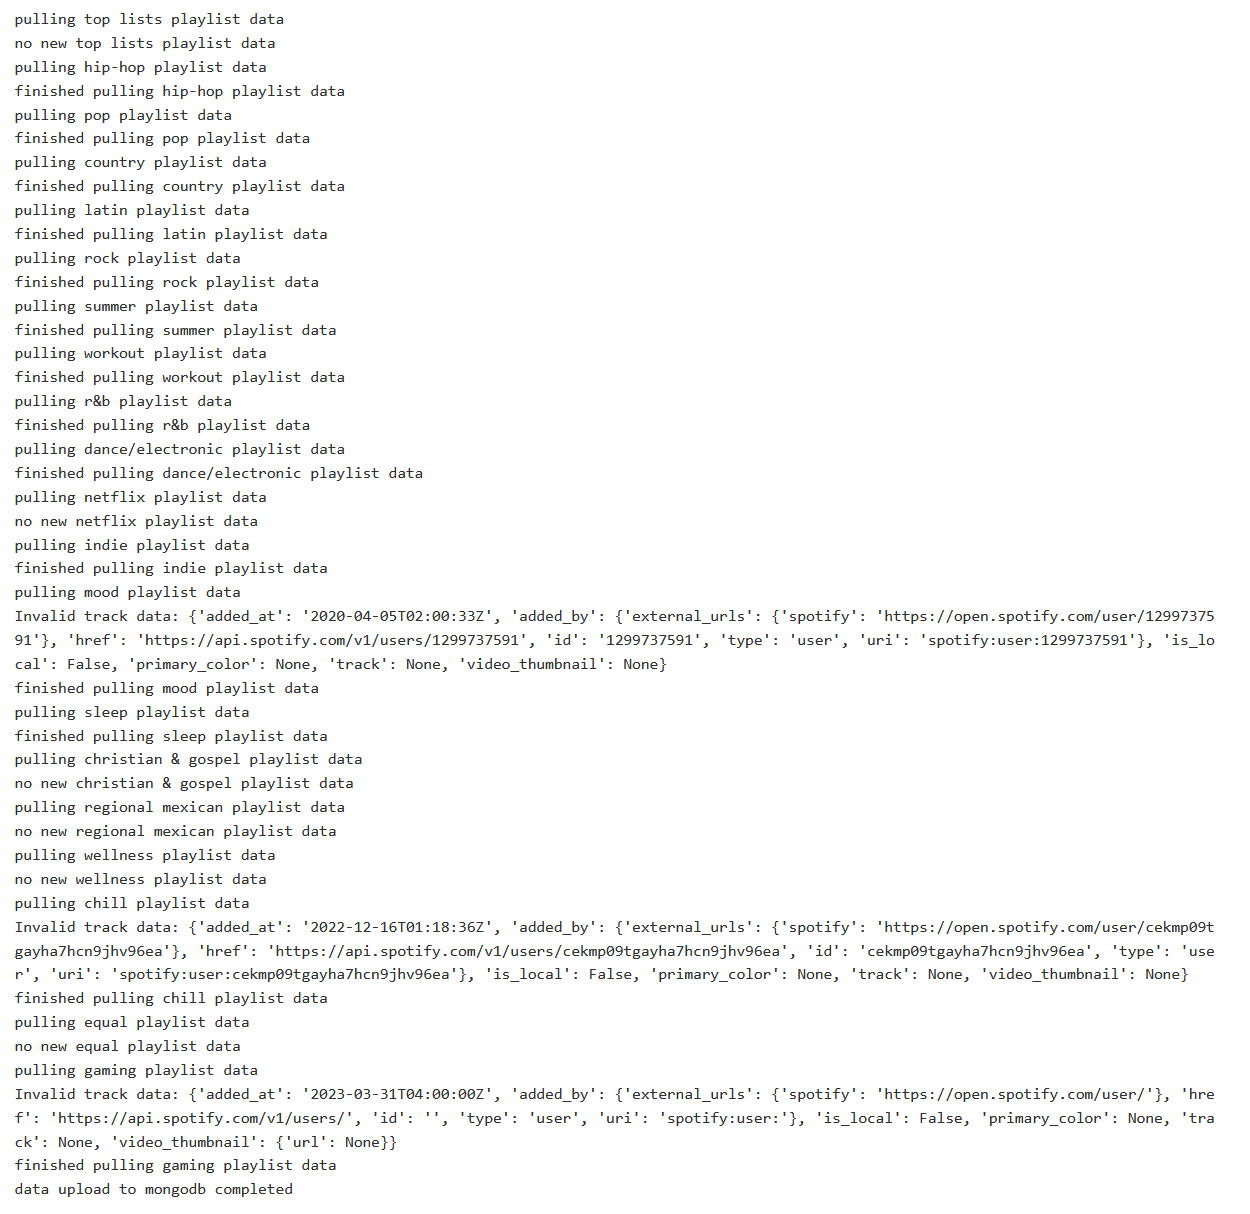 pulling top lists playlist data
no new top lists playlist data
pulling hip-hop playlist data
finished pulling hip-hop playlist data
pulling pop playlist data
finished pulling pop playlist data
pulling country playlist data
finished pulling country playlist data
pulling latin playlist data
finished pulling latin playlist data
pulling rock playlist data
finished pulling rock playlist data
pulling summer playlist data
finished pulling summer playlist data
pulling workout playlist data
finished pulling workout playlist data
pulling r&b playlist data
finished pulling r&b playlist data
pulling dance/electronic playlist data
finished pulling dance/electronic playlist data
pulling netflix playlist data
no new netflix playlist data
pulling indie playlist data
finished pulling indie playlist data
pulling mood playlist data
Invalid track data: {'added_at': '2020-04-05T02:00:33Z', 'added_by': {'external_urls': {'spotify': 'https://open.spotify.com/user/12997375
91'}, 'href': 'https://api.spotify.com/v1/users/1299737591', 'id': '1299737591', 'type': 'user', 'uri': 'spotify:user:1299737591'}, 'is_lo
cal': False, 'primary_color': None, 'track': None, 'video_thumbnail': None}
finished pulling mood playlist data
pulling sleep playlist data
finished pulling sleep playlist data
pulling christian & gospel playlist data
no new christian & gospel playlist data
pulling regional mexican playlist data
no new regional mexican playlist data
pulling wellness playlist data
no new wellness playlist data
pulling chill playlist data
Invalid track data: {'added_at': '2022-12-16T01:18:36Z', 'added_by': {'external_urls': {'spotify': 'https://open.spotify.com/user/cekmp09t
gayha7hcn9jhv96ea'}, 'href': 'https://api.spotify.com/v1/users/cekmp09tgayha7hcn9jhv96ea', 'id': 'cekmp09tgayha7hcn9jhv96ea', 'type': 'use
r', 'uri': 'spotify:user:cekmp09tgayha7hcn9jhv96ea'}, 'is_local': False, 'primary_color': None, 'track': None, 'video_thumbnail': None}
finished pulling chill playlist data
pulling equal playlist data
no new equal playlist data
pulling gaming playlist data
Invalid track data: {'added_at': '2023-03-31T04:00:00Z', 'added_by': {'external_urls': {'spotify': 'https://open.spotify.com/user/'}, 'hre
f': 'https://api.spotify.com/v1/users/', 'id': '', 'type': 'user', 'uri': 'spotify:user:'}, 'is_local': False, 'primary_color': None, 'tra
ck': None, 'video_thumbnail': {'url': None}}
finished pulling gaming playlist data
data upload to mongodb completed